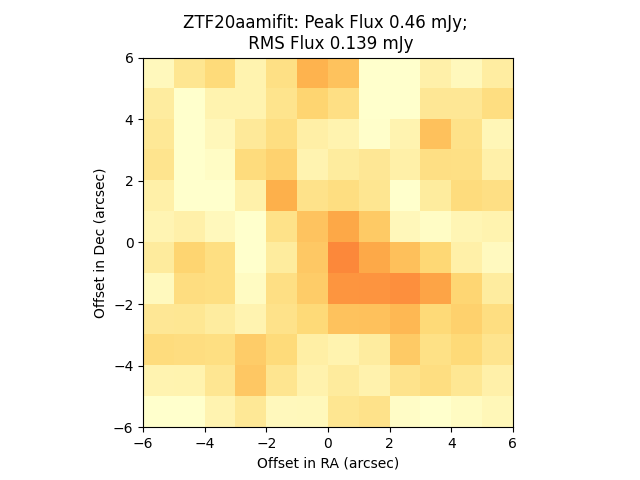 ZTF20aamifit: Peak Flux 0.46 mJy;
RMS Flux 0.139 mJy
6
4
2
0
−2
−4
−6
Offset in Dec (arcsec)
−6 −4 −2 0 2 4 6
Offset in RA (arcsec)